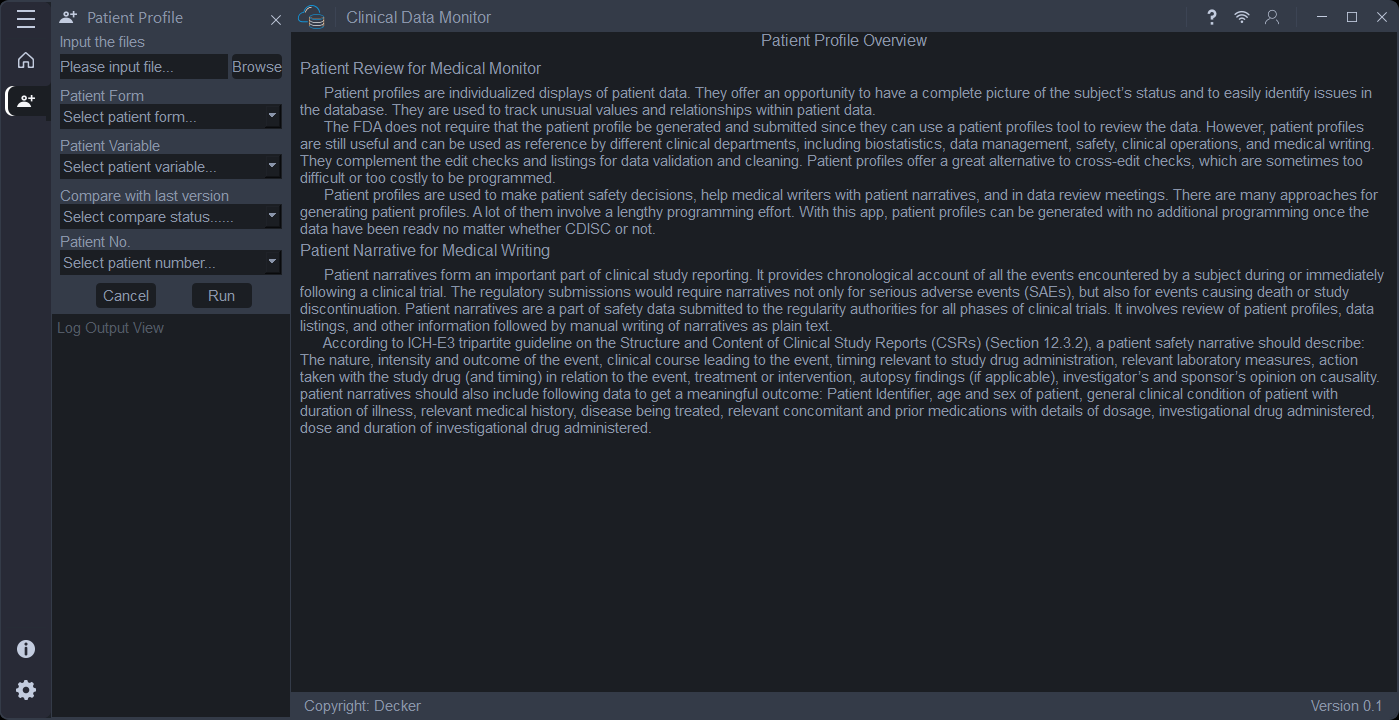 Patient Profile
Input the files
Please input file...
Browse
Patient Form
Select patient form...
Patient Variable
Select patient variable...
Compare with last version
Select compare status......
Patient No.
Select patient number...
Cancel
Run
Log Output View
Clinical Data Monitor
?
Patient Profile Overview
Patient Review for Medical Monitor
Patient profiles are individualized displays of patient data. They offer an opportunity to have a complete picture of the subject's status and to easily identify issues in
the database. They are used to track unusual values and relationships within patient data.
The FDA does not require that the patient profile be generated and submitted since they can use a patient profiles tool to review the data. However, patient profiles
are still useful and can be used as reference by different clinical departments, including biostatistics, data management, safety, clinical operations, and medical writing.
They complement the edit checks and listings for data validation and cleaning. Patient profiles offer a great alternative to cross-edit checks, which are sometimes too
difficult or too costly to be programmed.
Patient profiles are used to make patient safety decisions, help medical writers with patient narratives, and in data review meetings. There are many approaches for
generating patient profiles. A lot of them involve a lengthy programming effort. With this app, patient profiles can be generated with no additional programming once the
data have been ready no matter whether CDISC or not.
Patient Narrative for Medical Writing
Patient narratives form an important part of clinical study reporting. It provides chronological account of all the events encountered by a subject during or immediately
following a clinical trial. The regulatory submissions would require narratives not only for serious adverse events (SAEs), but also for events causing death or study
discontinuation. Patient narratives are a part of safety data submitted to the regularity authorities for all phases of clinical trials. It involves review of patient profiles, data
listings, and other information followed by manual writing of narratives as plain text.
According to ICH-E3 tripartite guideline on the Structure and Content of Clinical Study Reports (CSRs) (Section 12.3.2), a patient safety narrative should describe:
The nature, intensity and outcome of the event, clinical course leading to the event, timing relevant to study drug administration, relevant laboratory measures, action
taken with the study drug (and timing) in relation to the event, treatment or intervention, autopsy findings (if applicable), investigator's and sponsor's opinion on causality.
patient narratives should also include following data to get a meaningful outcome: Patient Identifier, age and sex of patient, general clinical condition of patient with
duration of illness, relevant medical history, disease being treated, relevant concomitant and prior medications with details of dosage, investigational drug administered,
dose and duration of investigational drug administered.
Copyright: Decker
Version 0.1